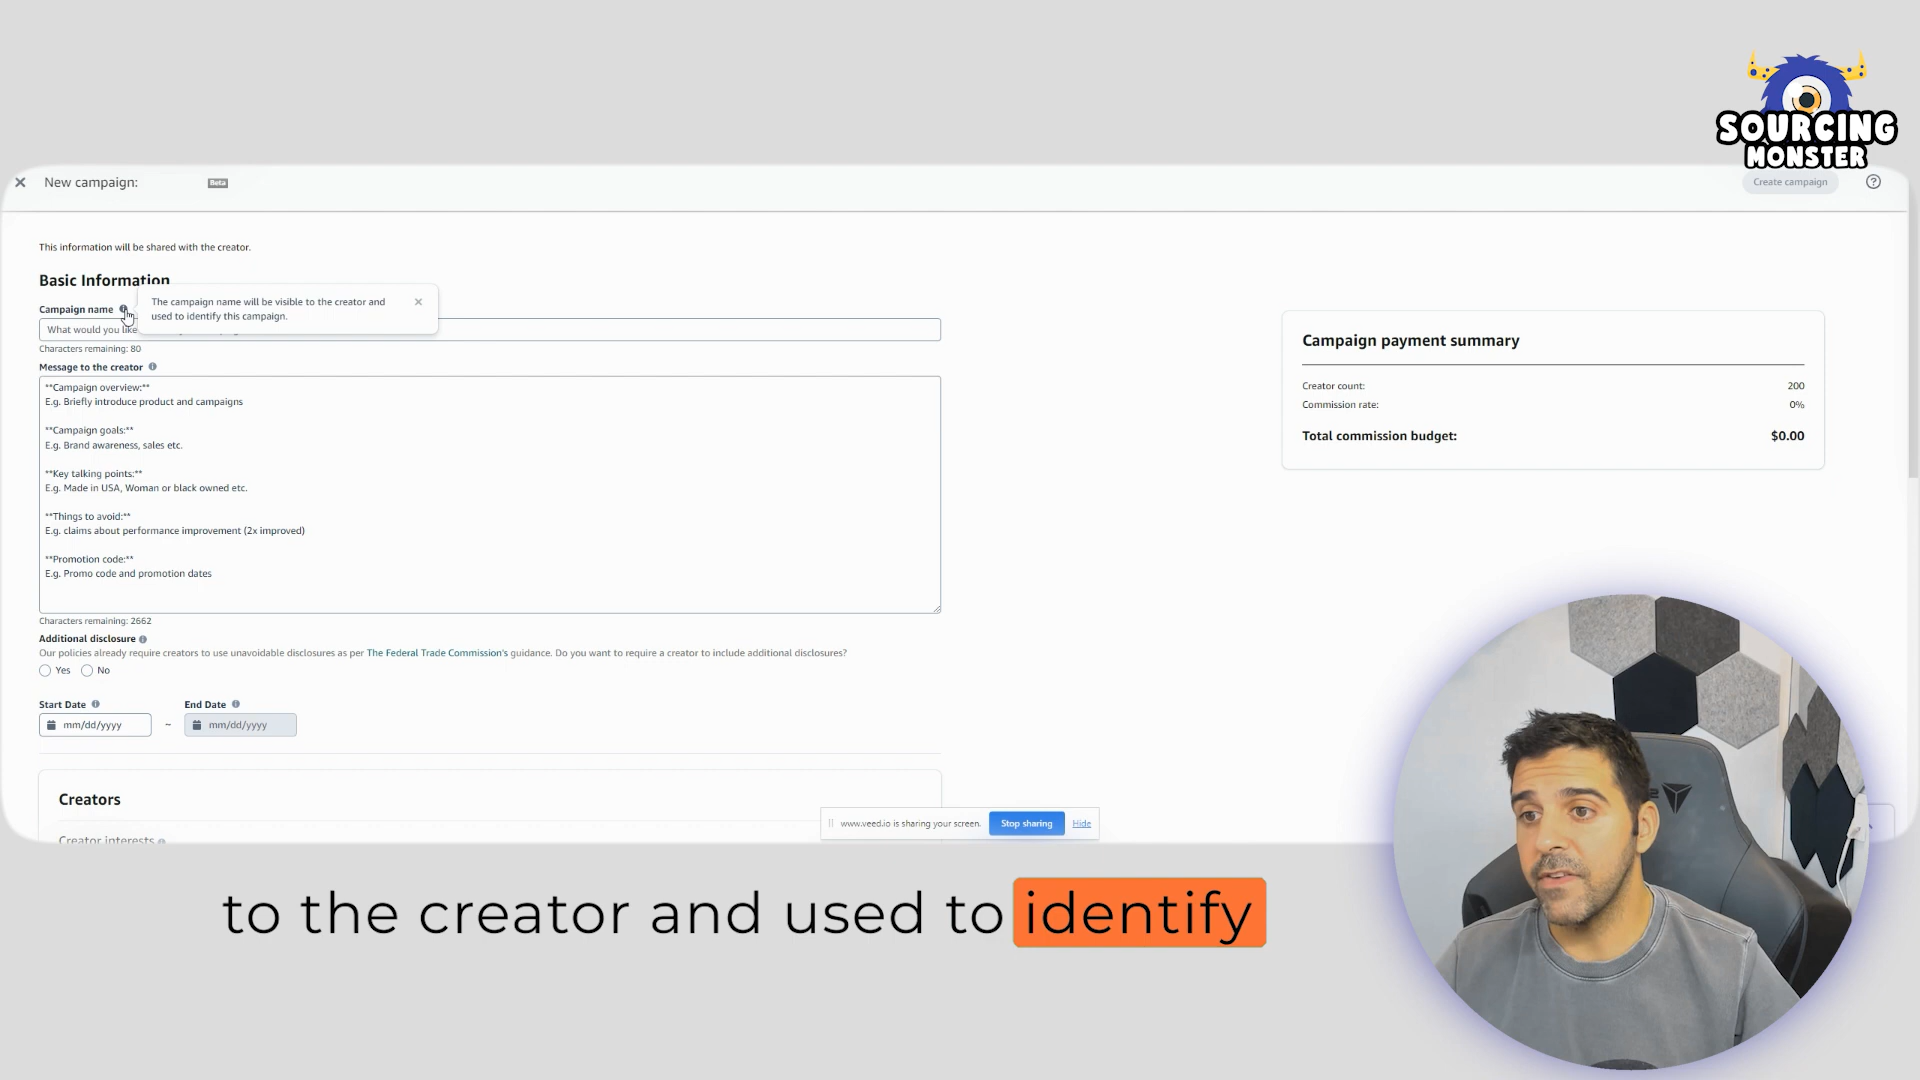 SOURCING
MONSTER
New campaign:
Beta
Create campaign
This information will be shared with the creator.
Basic Information
Campaign name
The campaign name will be visible to the creator and
used to identify this campaign.
What would you like
Characters remaining: 80
Message to the creator
**Campaign overview:**
E.g. Briefly introduce product and campaigns
**Campaign goals:**
E.g. Brand awareness, sales etc.
**Key talking points:**
E.g. Made in USA, Woman or black owned etc.
**Things to avoid:**
E.g. claims about performance improvement (2x improved)
**Promotion code:**
E.g. Promo code and promotion dates
Characters remaining: 2662
Additional disclosure
Our policies already require creators to use unavoidable disclosures as per The Federal Trade Commission's guidance. Do you want to require a creator to include additional disclosures?
Yes No
Start Date End Date
mm/dd/yyyy ~ mm/dd/yyyy
Creators
Creator interests
Campaign payment summary
Creator count: 200
Commission rate: 0%
Total commission budget: $0.00
www.veed.io is sharing your screen. Stop sharing Hide
to the creator and used to identify